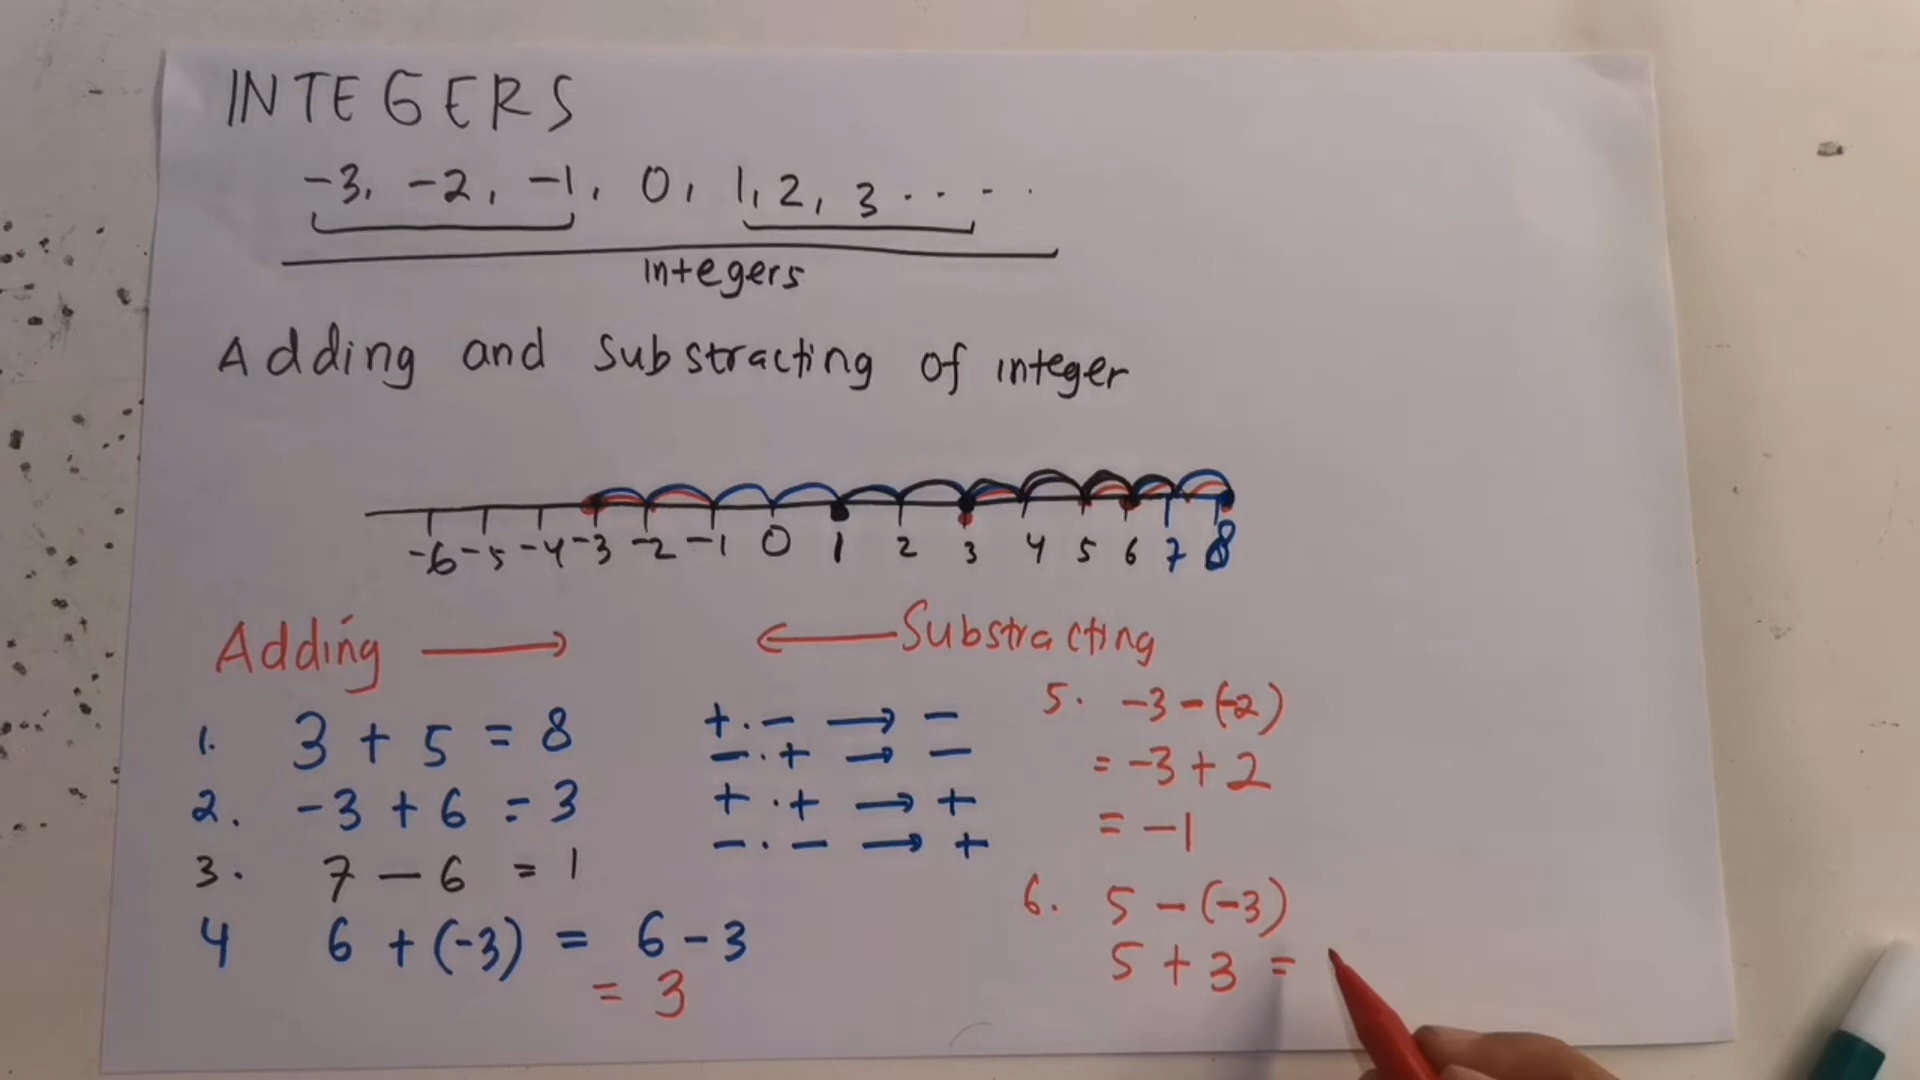 INTEGERS
-3, -2, -1, 0, 1, 2, 3 . . . . .
integers
Adding and Substracting of integer
-6 -5 -4 -3 -2 -1 0 1 2 3 4 5 6 7 8
Adding → ← Substracting
1. 3 + 5 = 8
2. -3 + 6 = 3
3. 7 - 6 = 1
4 6 + (-3) = 6 - 3
= 3
+ . - → -
- . + → -
+ . + → +
- . - → +
5. -3 - (-2)
= -3 + 2
= -1
6. 5 - (-3)
5 + 3 =